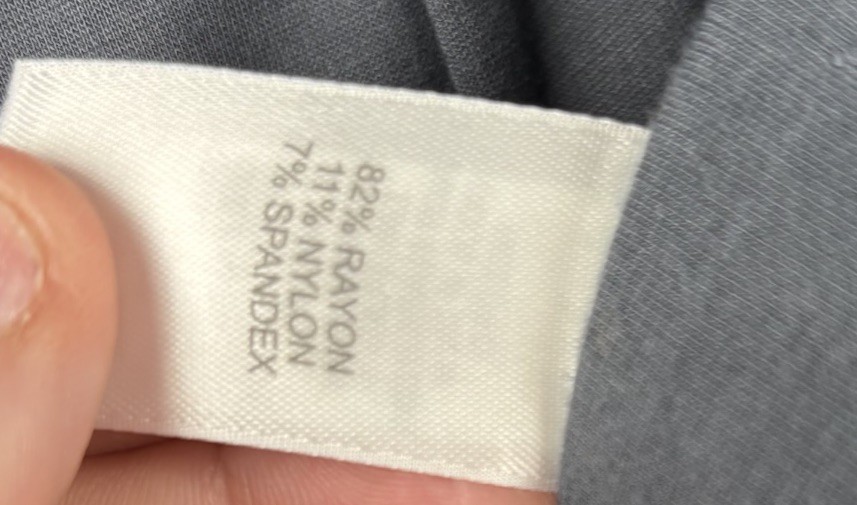 82% RAYON
11% NYLON
7% SPANDEX